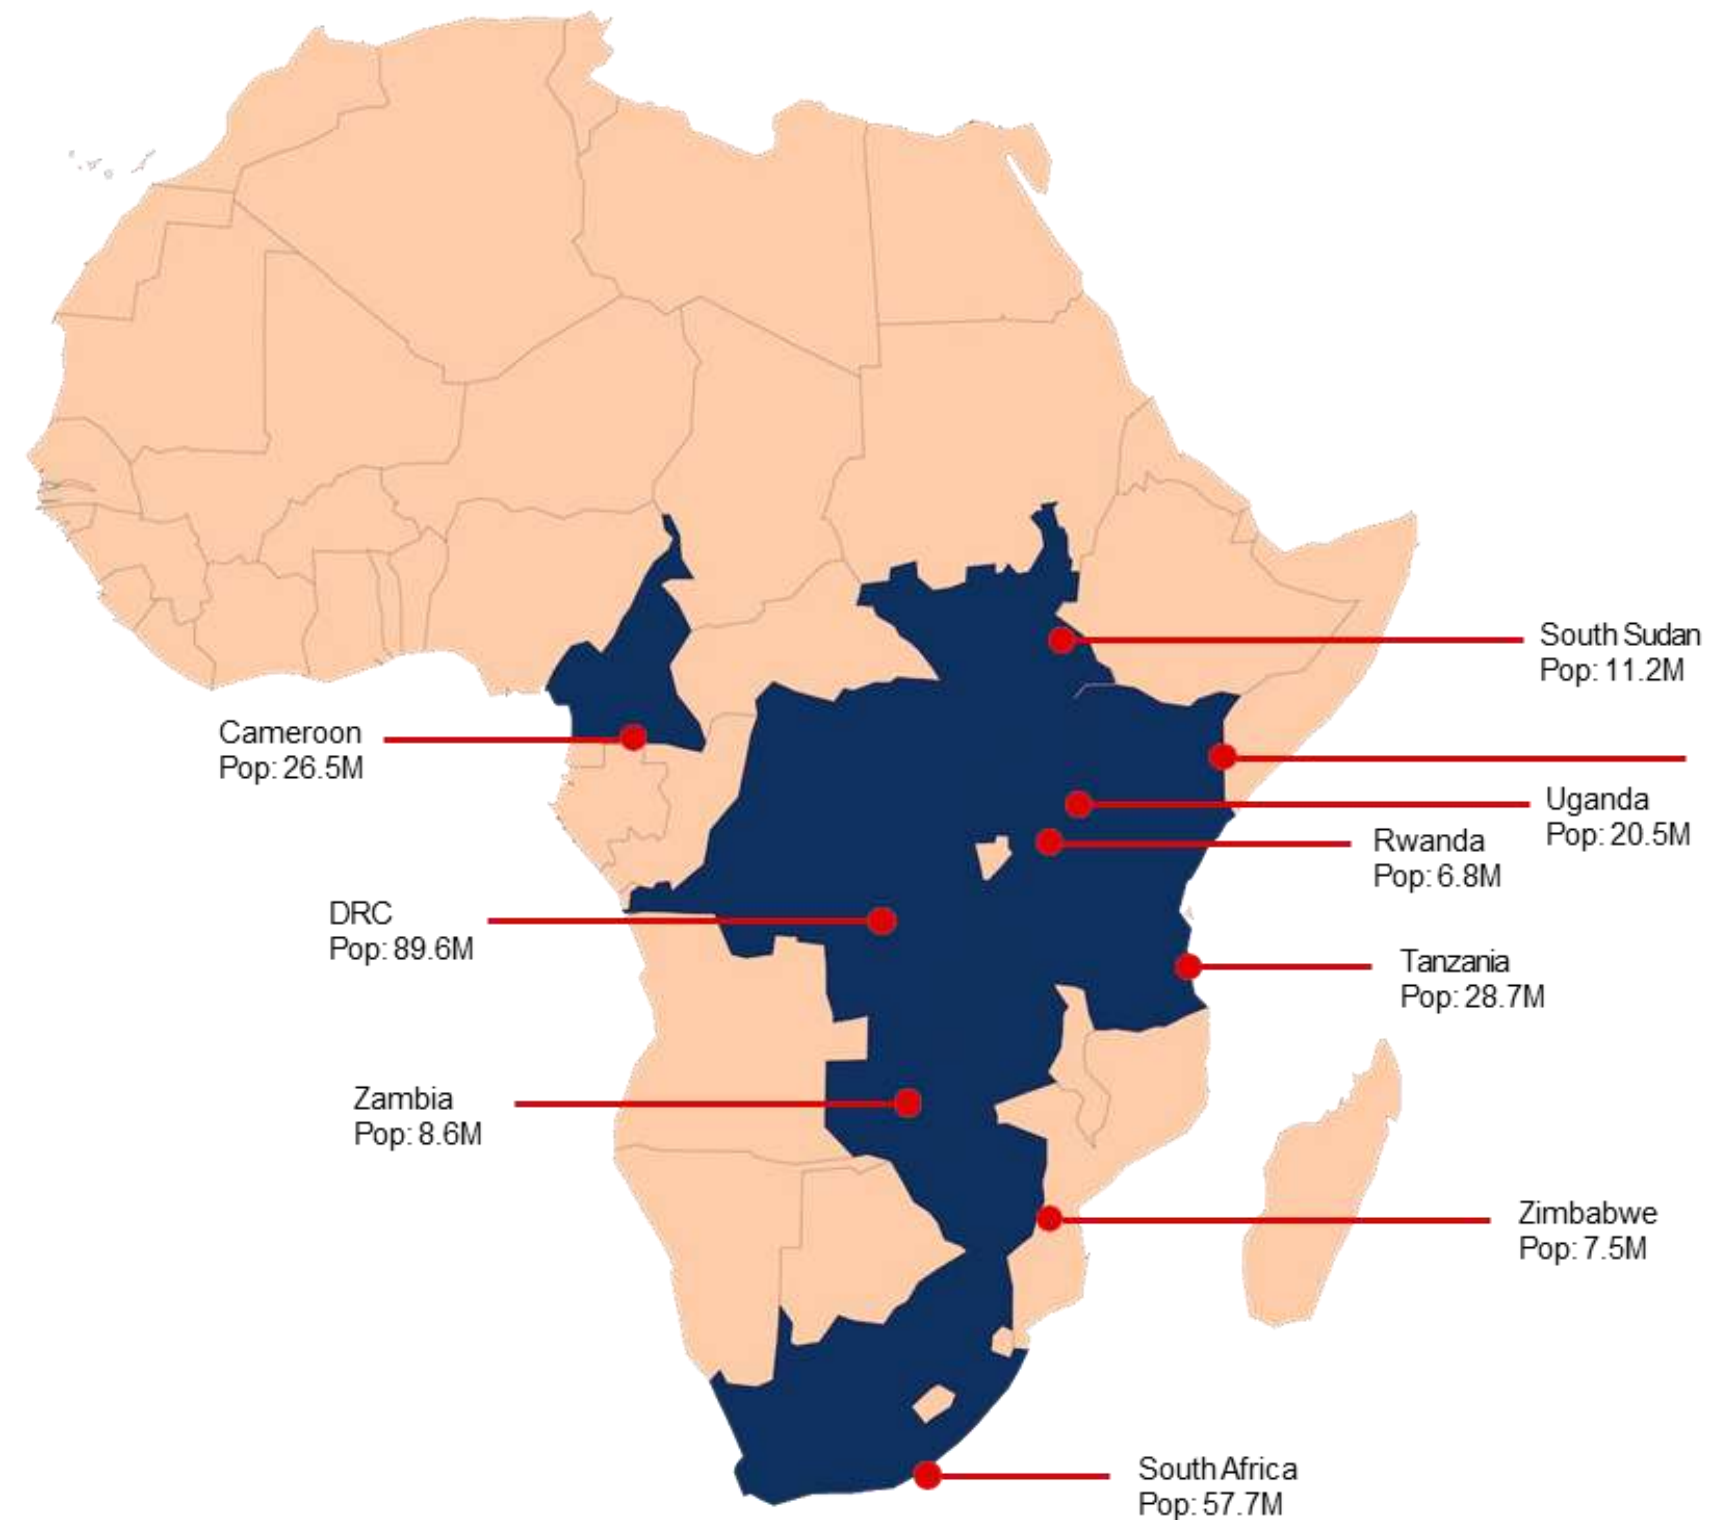 South Sudan
Pop: 11.2M
Cameroon
Pop: 26.5M
Uganda
Pop: 20.5M
Rwanda
Pop: 6.8M
DRC
Pop: 89.6M
Tanzania
Pop: 28.7M
Zambia
Pop: 8.6M
Zimbabwe
Pop: 7.5M
South Africa
Pop: 57.7M